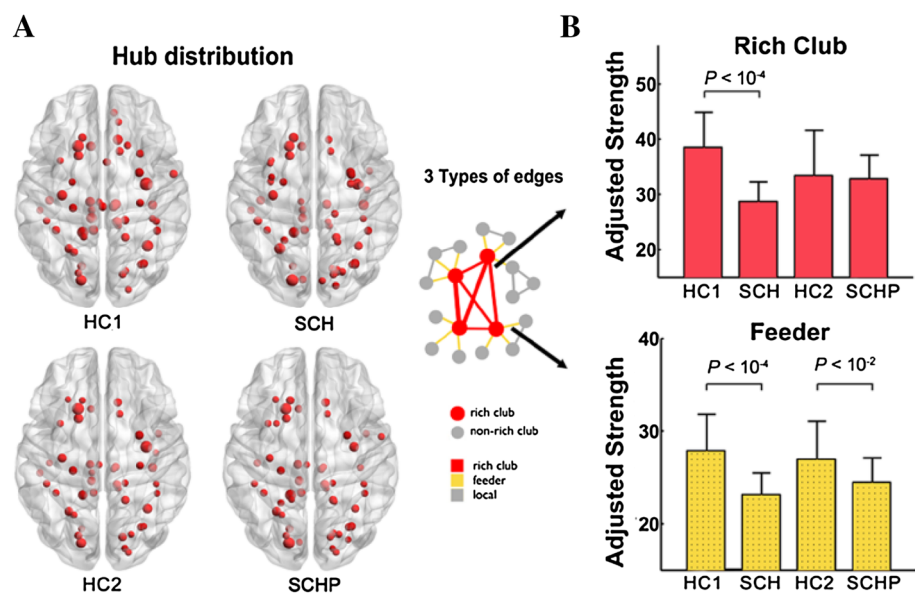 A
Hub distribution
HC1
SCH
HC2
SCHP
3 Types of edges
rich club
non-rich club
rich club
feeder
local
B
Rich Club
Adjusted Strength
50
40
30
20
P < 10⁻⁴
HC1 SCH HC2 SCHP
Feeder
Adjusted Strength
40
30
20
P < 10⁻⁴ P < 10⁻²
HC1 SCH HC2 SCHP